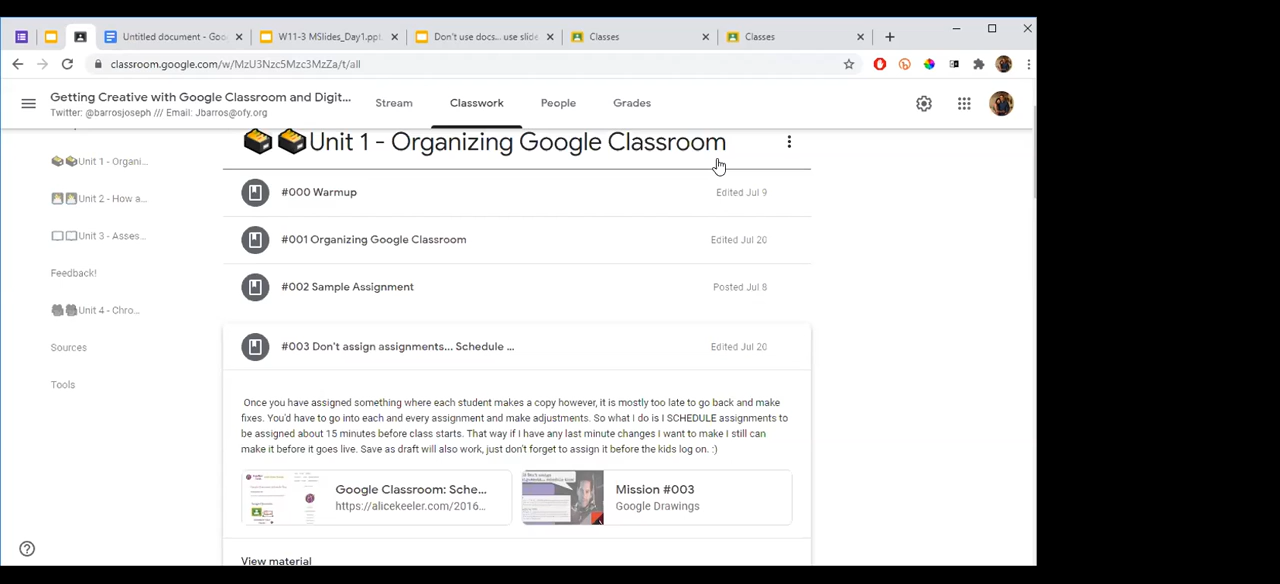 Untitled document - Goo
W11-3 MSlides_Day1.ppt
Don't use docs... use slide
Classes
Classes
classroom.google.com/w/MzU3Nzc5Mzc3MzZa/t/all
Getting Creative with Google Classroom and Digit...
Twitter: @barrosjoseph /// Email: Jbarros@ofy.org
Stream
Classwork
People
Grades
Unit 1 - Organi...
Unit 2 - How a...
Unit 3 - Asses...
Feedback!
Unit 4 - Chro...
Sources
Tools
Unit 1 - Organizing Google Classroom
#000 Warmup
Edited Jul 9
#001 Organizing Google Classroom
Edited Jul 20
#002 Sample Assignment
Posted Jul 8
#003 Don't assign assignments... Schedule ...
Edited Jul 20
Once you have assigned something where each student makes a copy however, it is mostly too late to go back and make
fixes. You'd have to go into each and every assignment and make adjustments. So what I do is I SCHEDULE assignments to
be assigned about 15 minutes before class starts. That way if I have any last minute changes I want to make I still can
make it before it goes live. Save as draft will also work, just don't forget to assign it before the kids log on. :)
Google Classroom: Sche...
https://alicekeeler.com/2016...
Mission #003
Google Drawings
View material